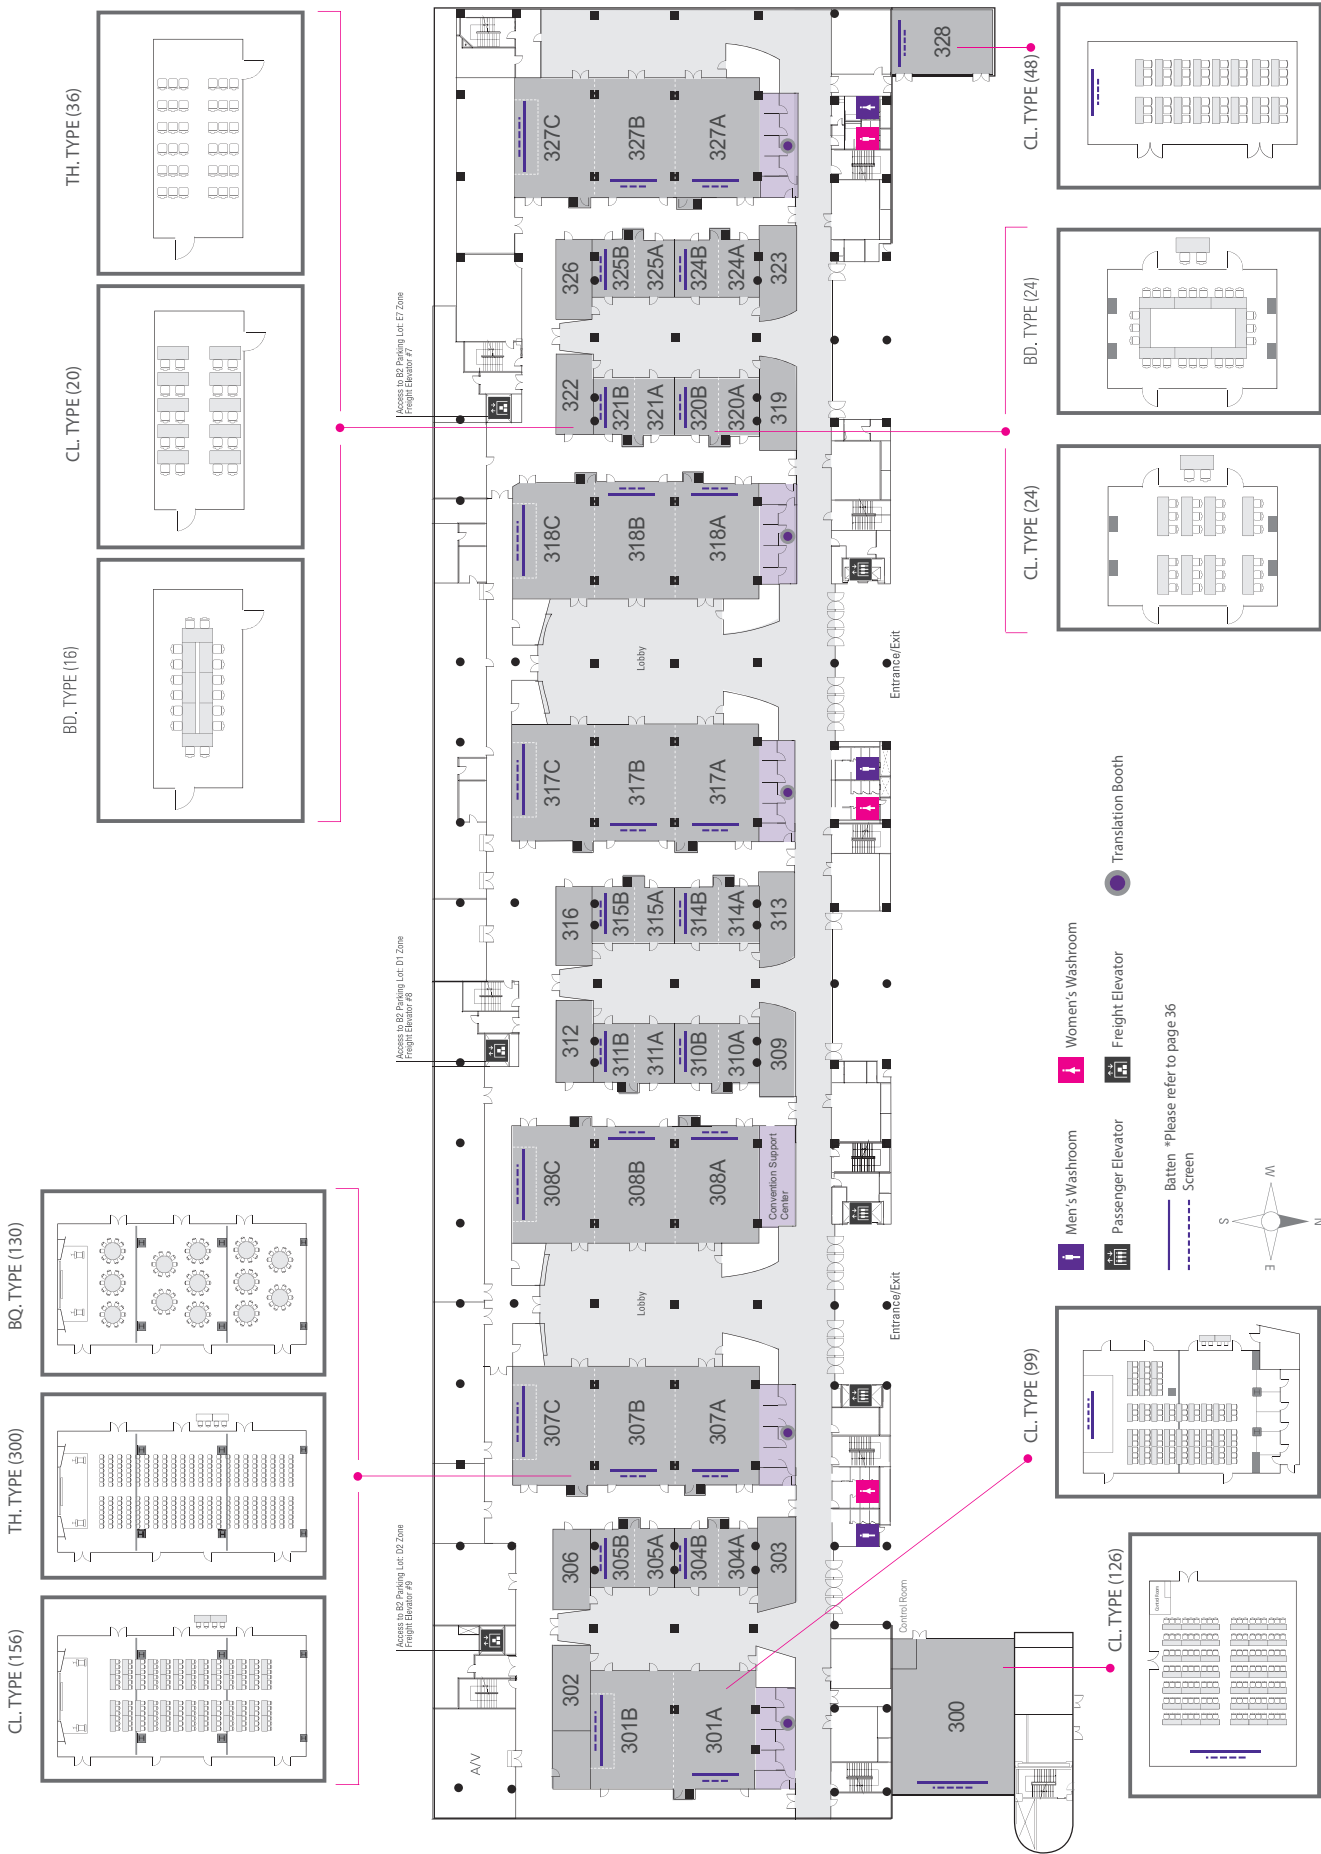 TH. TYPE (36)
CL. TYPE (20)
BD. TYPE (16)
BQ. TYPE (130)
TH. TYPE (300)
CL. TYPE (156)
Access to B2 Parking Lot: E7 Zone
Freight Elevator #7
Access to B2 Parking Lot: D1 Zone
Freight Elevator #8
Access to B2 Parking Lot: D2 Zone
Freight Elevator #9
A/V
327C
327B
327A
326
325B
325A
324B
324A
323
322
321B
321A
320B
320A
319
318C
318B
318A
Lobby
317C
317B
317A
316
315B
315A
314B
314A
313
312
311B
311A
310B
310A
309
308C
308B
308A
Convention Support
Center
Lobby
307C
307B
307A
306
305B
305A
304B
304A
303
302
301B
301A
328
Entrance/Exit
Entrance/Exit
Control Room
300
CL. TYPE (48)
BD. TYPE (24)
CL. TYPE (24)
CL. TYPE (99)
CL. TYPE (126)
Control Room
Men's Washroom
Women's Washroom
Translation Booth
Passenger Elevator
Freight Elevator
Batten *Please refer to page 36
Screen
S
W
E
N